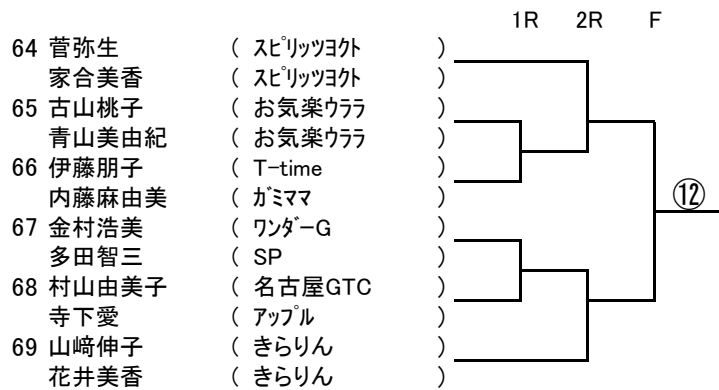 1R 2R F
64 菅弥生 ( スピリッツヨクト )
家合美香 ( スピリッツヨクト )
65 古山桃子 ( お気楽ウララ )
青山美由紀 ( お気楽ウララ )
66 伊藤朋子 ( T-time )
内藤麻由美 ( ガミママ )
⑫
67 金村浩美 ( ワンダーG )
多田智三 ( SP )
68 村山由美子 ( 名古屋GTC )
寺下愛 ( アップル )
69 山﨑伸子 ( きらりん )
花井美香 ( きらりん )